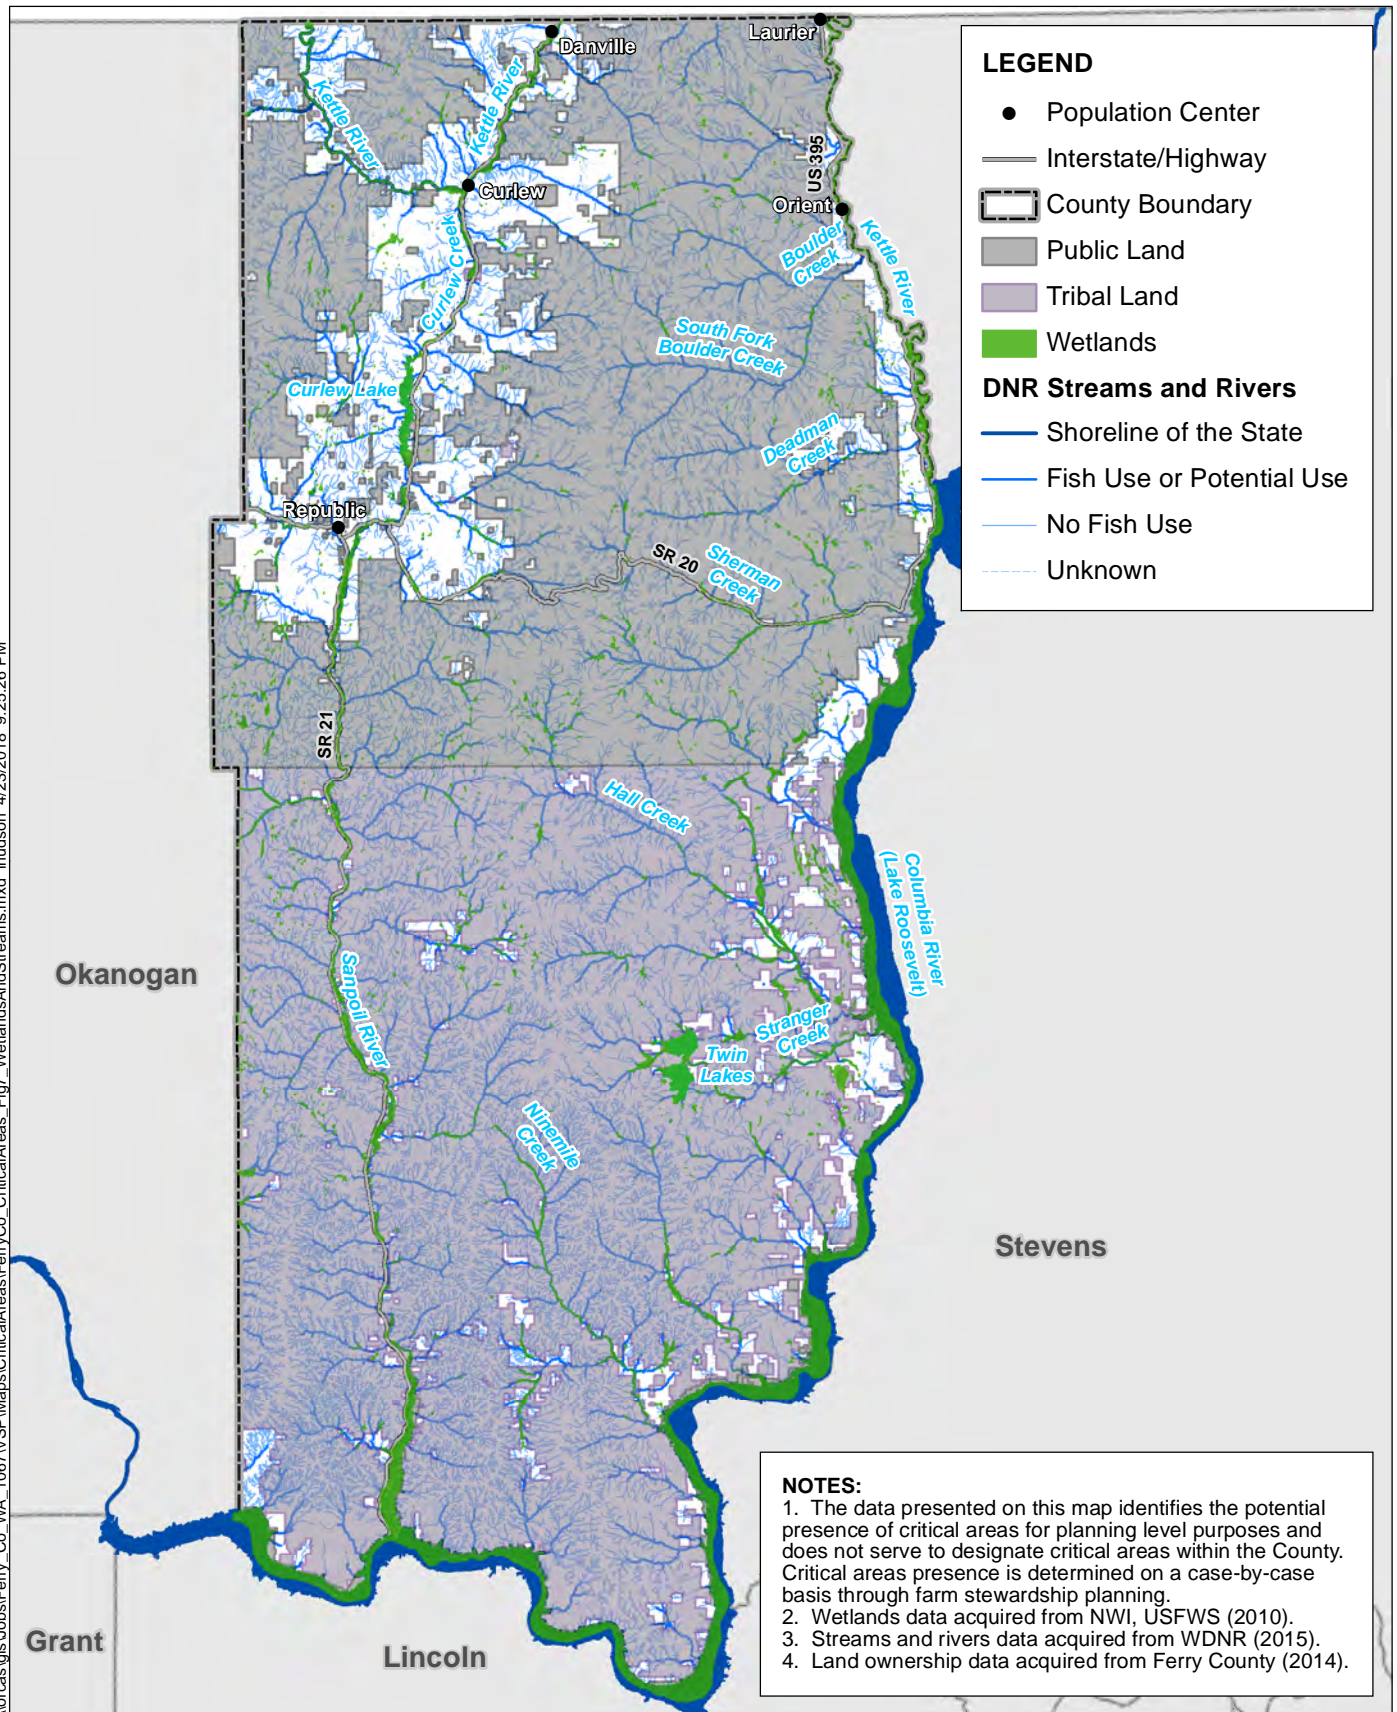 Laurier
Danville
Kettle River
Kettle River
US 395
Curlew
Orient
Curlew Creek
Boulder
Creek
Kettle River
South Fork
Boulder Creek
Curlew Lake
Deadman
Creek
Republic
SR 20
Sherman
Creek
SR 21
Hall Creek
Columbia River
(Lake Roosevelt)
Okanogan
Sanpoil River
Stranger
Creek
Twin
Lakes
Ninemile
Creek
Stevens
Grant
Lincoln
LEGEND
Population Center
Interstate/Highway
County Boundary
Public Land
Tribal Land
Wetlands
DNR Streams and Rivers
Shoreline of the State
Fish Use or Potential Use
No Fish Use
Unknown
NOTES:
1. The data presented on this map identifies the potential
presence of critical areas for planning level purposes and
does not serve to designate critical areas within the County.
Critical areas presence is determined on a case-by-case
basis through farm stewardship planning.
2. Wetlands data acquired from NWI, USFWS (2010).
3. Streams and rivers data acquired from WDNR (2015).
4. Land ownership data acquired from Ferry County (2014).